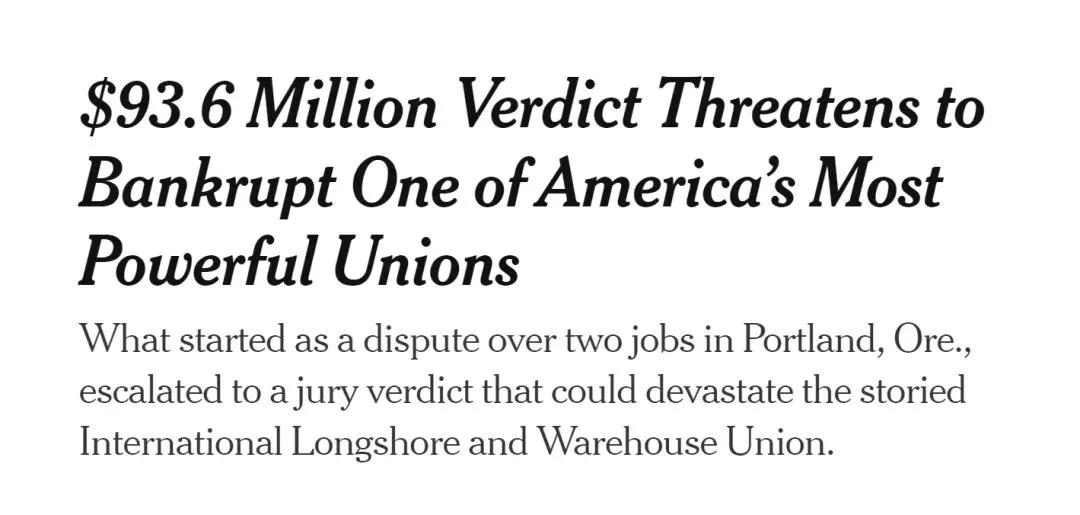 $93.6 Million Verdict Threatens to
Bankrupt One of America’s Most
Powerful Unions
What started as a dispute over two jobs in Portland, Ore.,
escalated to a jury verdict that could devastate the storied
International Longshore and Warehouse Union.